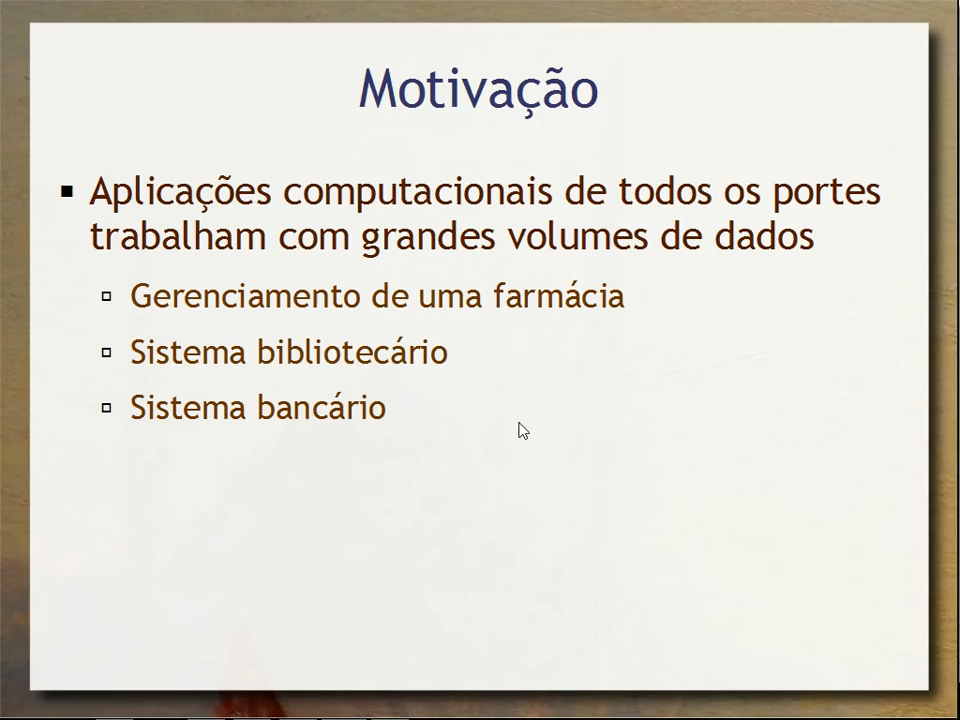 Motivação
Aplicações computacionais de todos os portes
trabalham com grandes volumes de dados
Gerenciamento de uma farmácia
Sistema bibliotecário
Sistema bancário